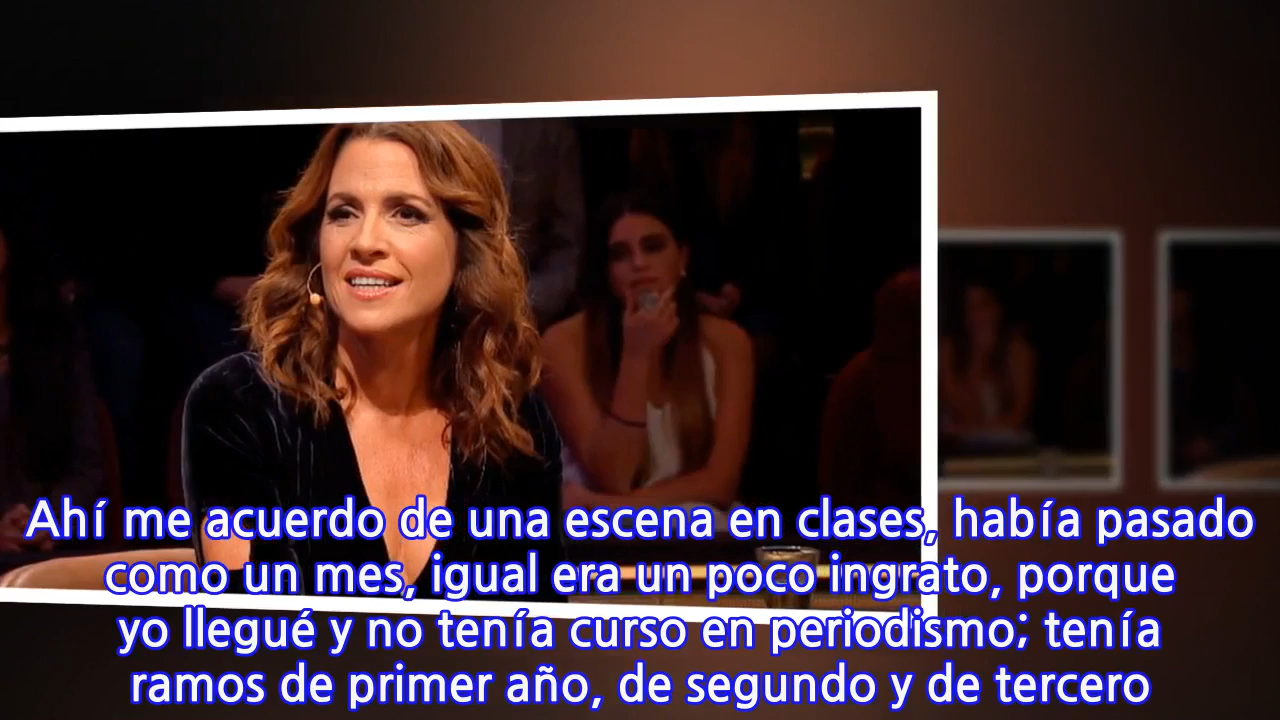 Ahí me acuerdo de una escena en clases, había pasado
como un mes, igual era un poco ingrato, porque
yo llegué y no tenía curso en periodismo; tenía
ramos de primer año, de segundo y de tercero